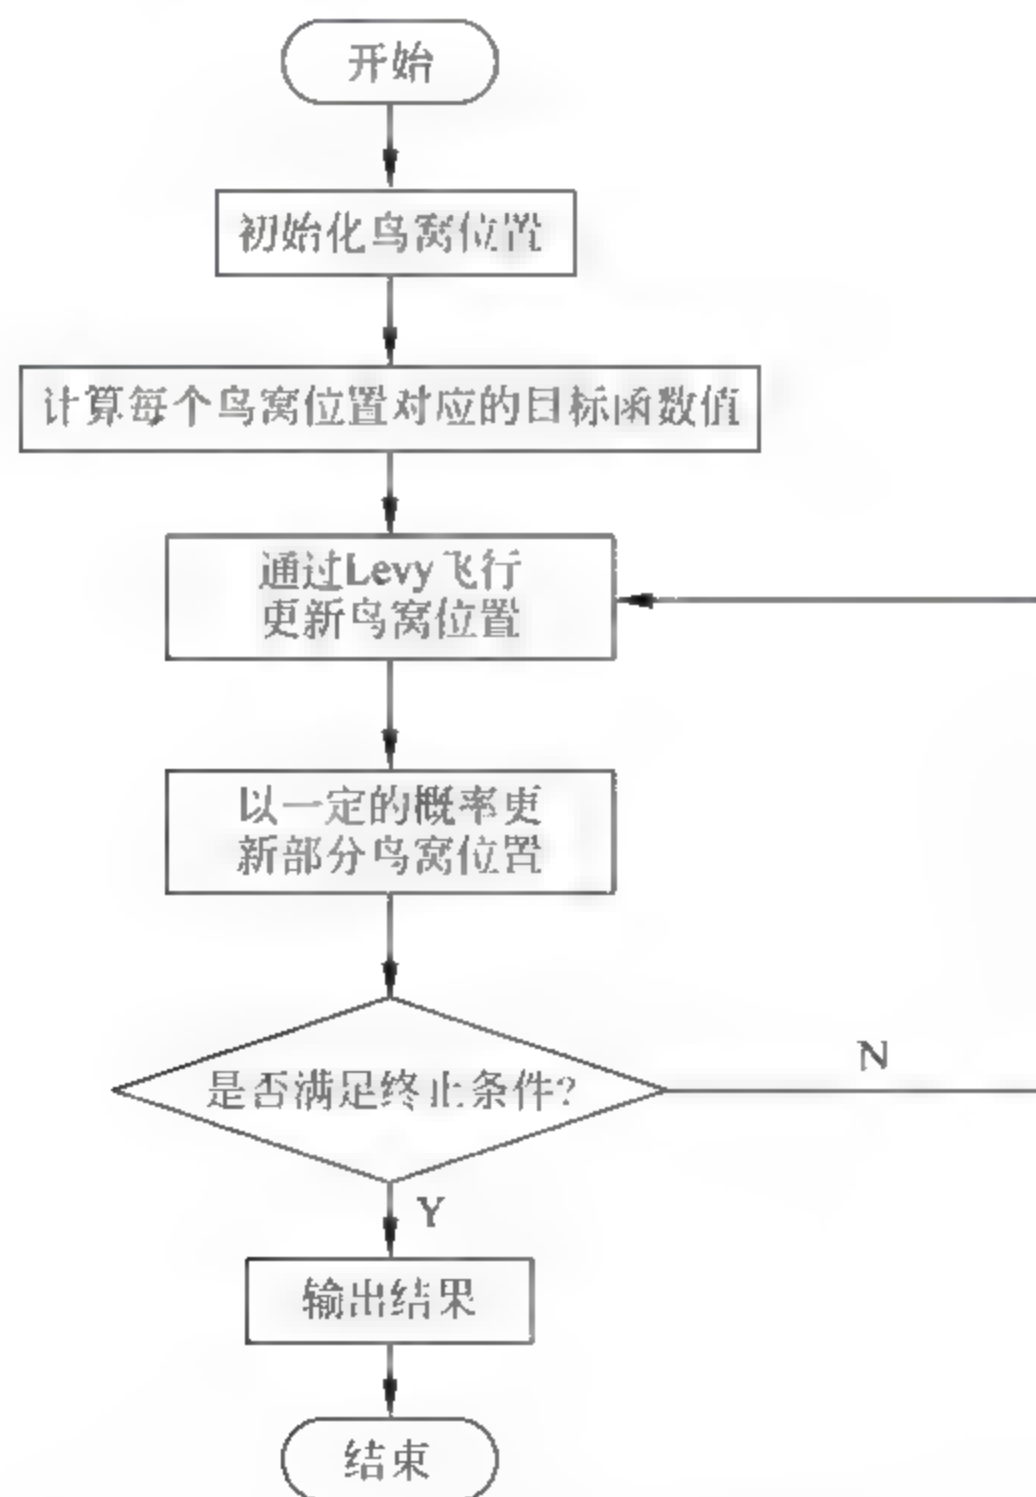 开始
初始化鸟窝位置
计算每个鸟窝位置对应的目标函数值
通过Levy飞行
更新鸟窝位置
以一定的概率更
新部分鸟窝位置
是否满足终止条件?
N
Y
输出结果
结束